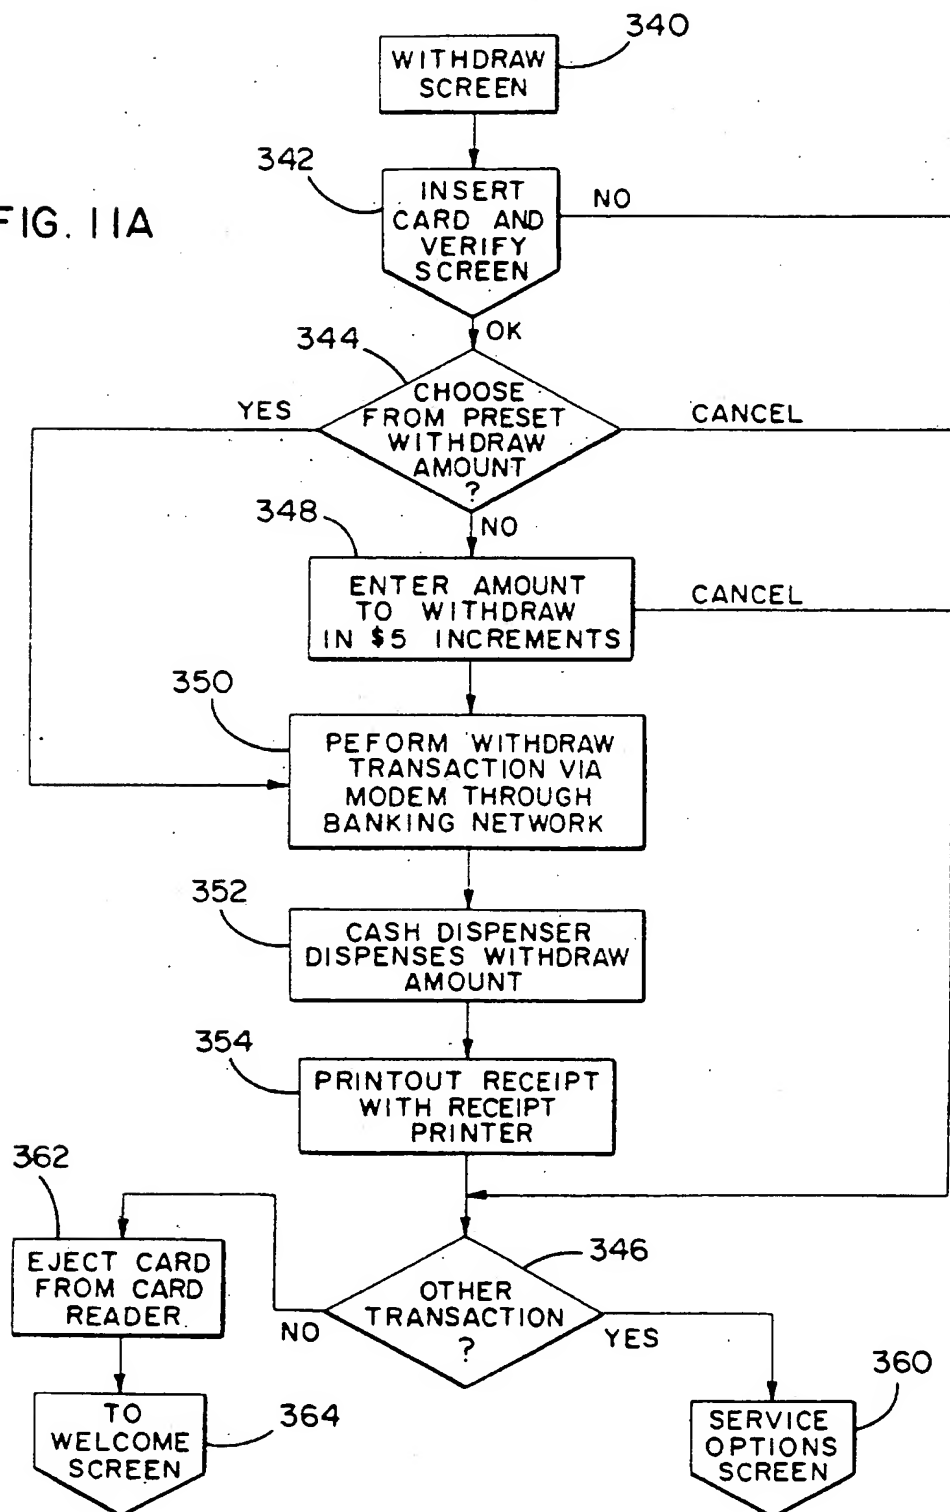 340
WITHDRAW
SCREEN
342
INSERT
CARD AND
VERIFY
SCREEN
NO
FIG. 11A
OK
344
CHOOSE
FROM PRESET
WITHDRAW
AMOUNT
?
YES
CANCEL
348
NO
ENTER AMOUNT
TO WITHDRAW
IN $5 INCREMENTS
CANCEL
350
PEFORM WITHDRAW
TRANSACTION VIA
MODEM THROUGH
BANKING NETWORK
352
CASH DISPENSER
DISPENSES WITHDRAW
AMOUNT
354
PRINTOUT RECEIPT
WITH RECEIPT
PRINTER
362
EJECT CARD
FROM CARD
READER
346
OTHER
TRANSACTION
?
NO
YES
360
TO
WELCOME
SCREEN
364
SERVICE
OPTIONS
SCREEN